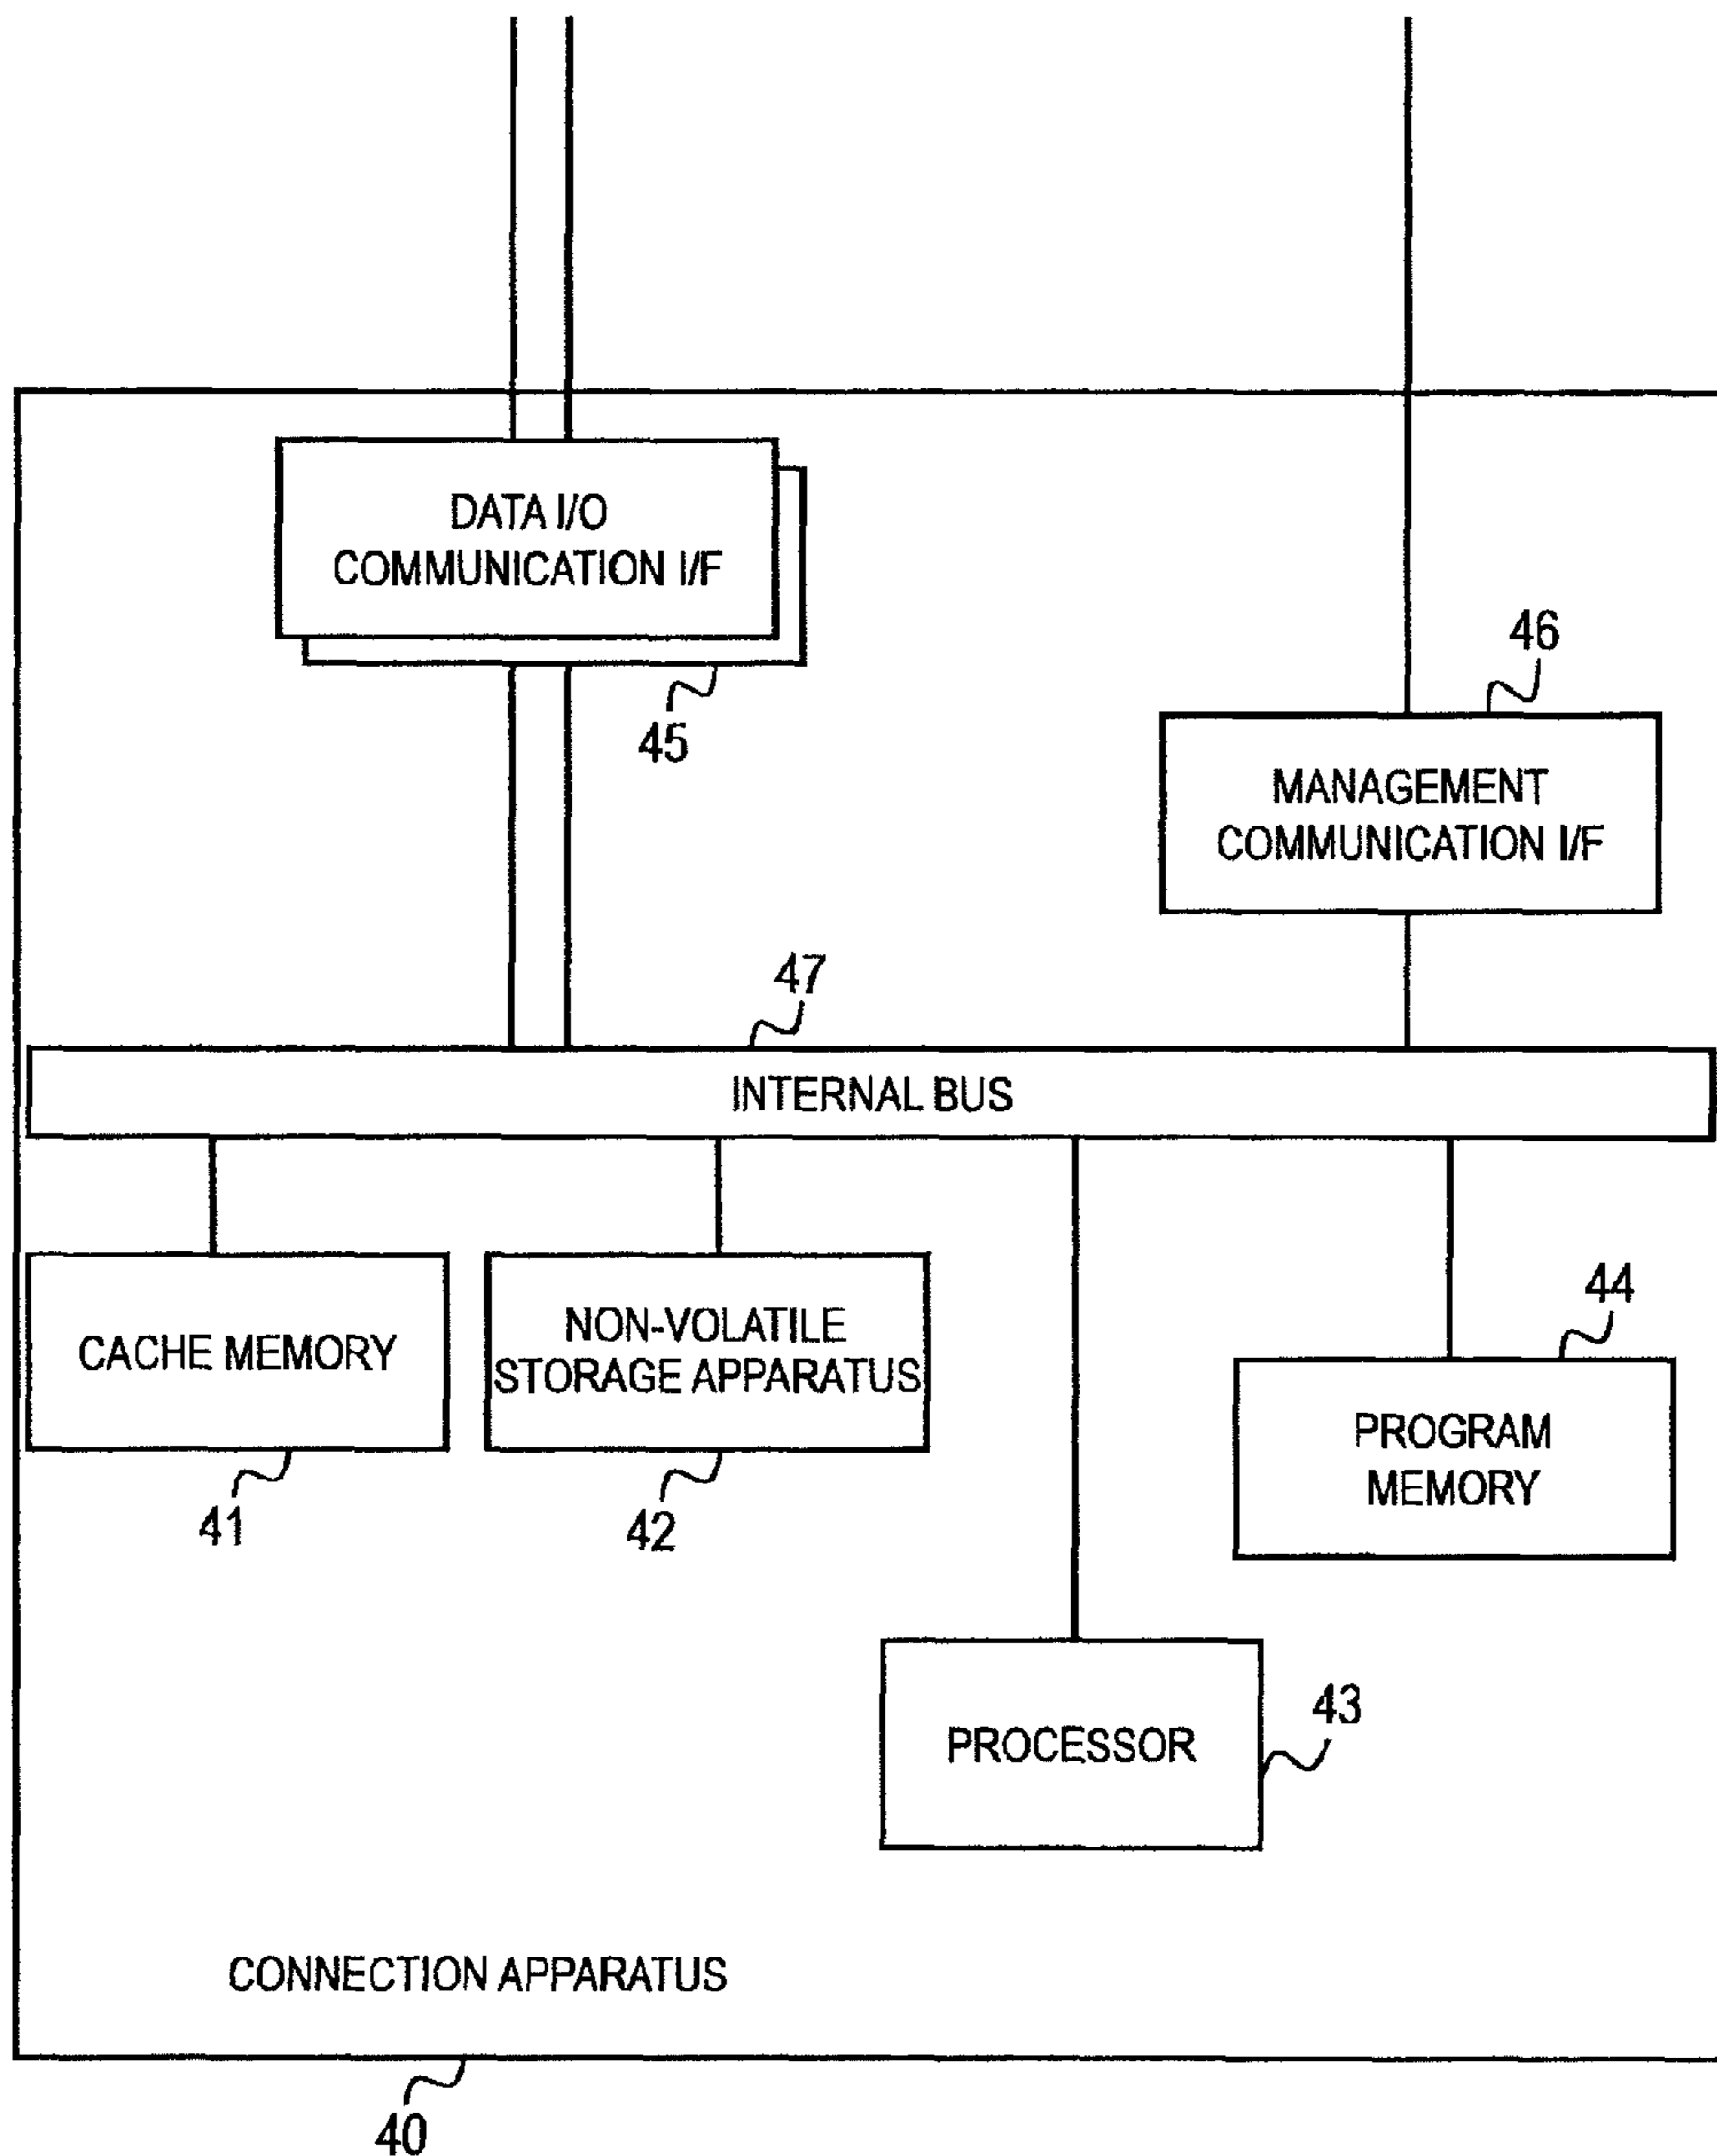 DATA I/O
COMMUNICATION I/F
45
46
MANAGEMENT
COMMUNICATION I/F
47
INTERNAL BUS
CACHE MEMORY
41
NON-VOLATILE
STORAGE APPARATUS
42
44
PROGRAM
MEMORY
PROCESSOR
43
CONNECTION APPARATUS
40